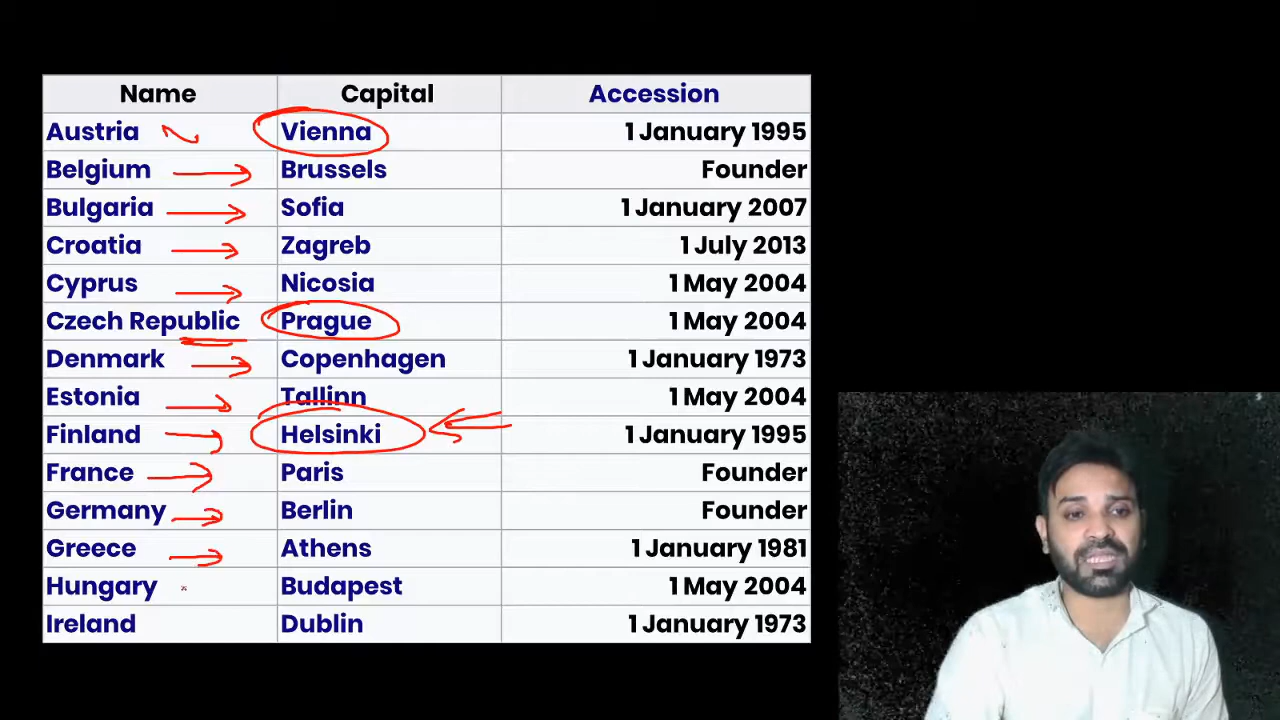 Name Capital Accession
Austria Vienna 1 January 1995
Belgium Brussels Founder
Bulgaria Sofia 1 January 2007
Croatia Zagreb 1 July 2013
Cyprus Nicosia 1 May 2004
Czech Republic Prague 1 May 2004
Denmark Copenhagen 1 January 1973
Estonia Tallinn 1 May 2004
Finland Helsinki 1 January 1995
France Paris Founder
Germany Berlin Founder
Greece Athens 1 January 1981
Hungary Budapest 1 May 2004
Ireland Dublin 1 January 1973